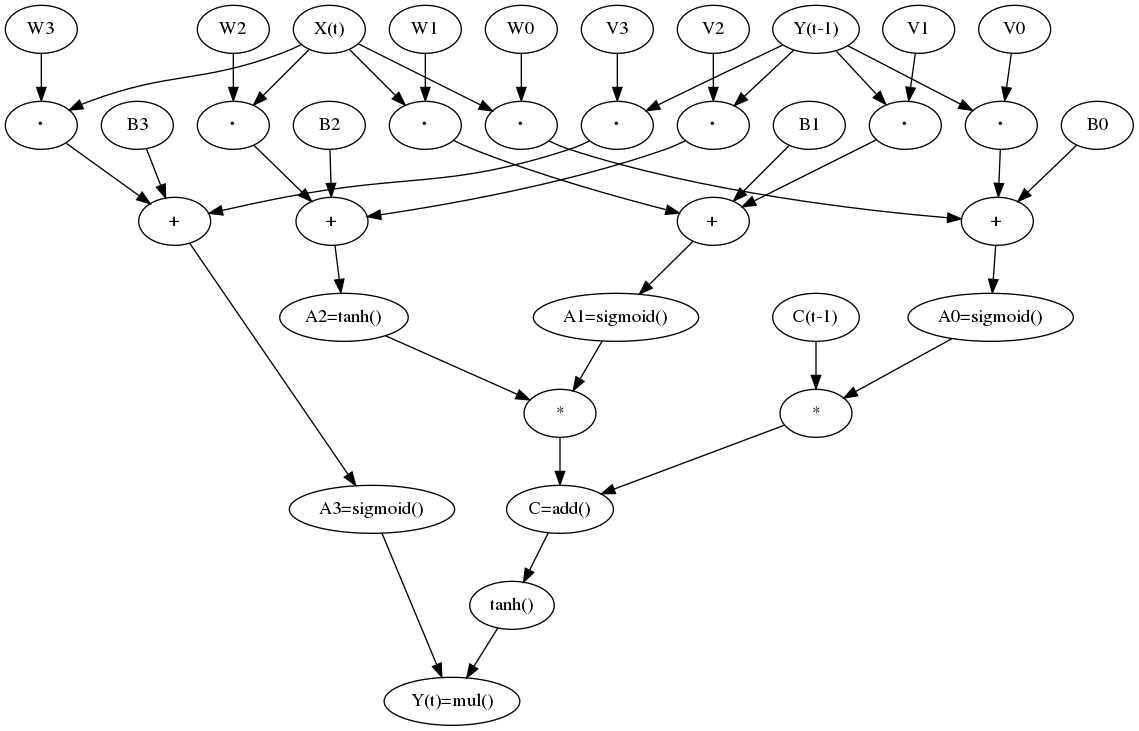 W3 W2 X(t) W1 W0 V3 V2 Y(t-1) V1 V0
· B3 · B2 · · · · B1 · · B0
+ + + +
A2=tanh() A1=sigmoid() C(t-1) A0=sigmoid()
* *
A3=sigmoid() C=add()
tanh()
Y(t)=mul()